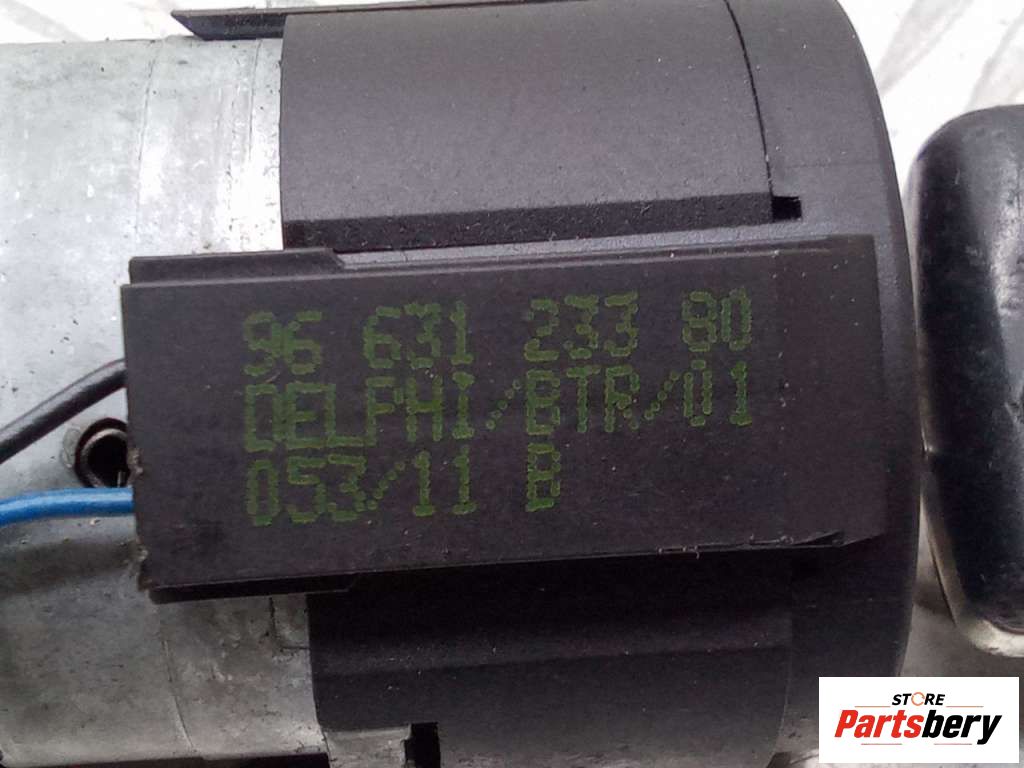 96 631 233 80
DELPHI/BTR/01
053/11 B
STORE
Partsbery